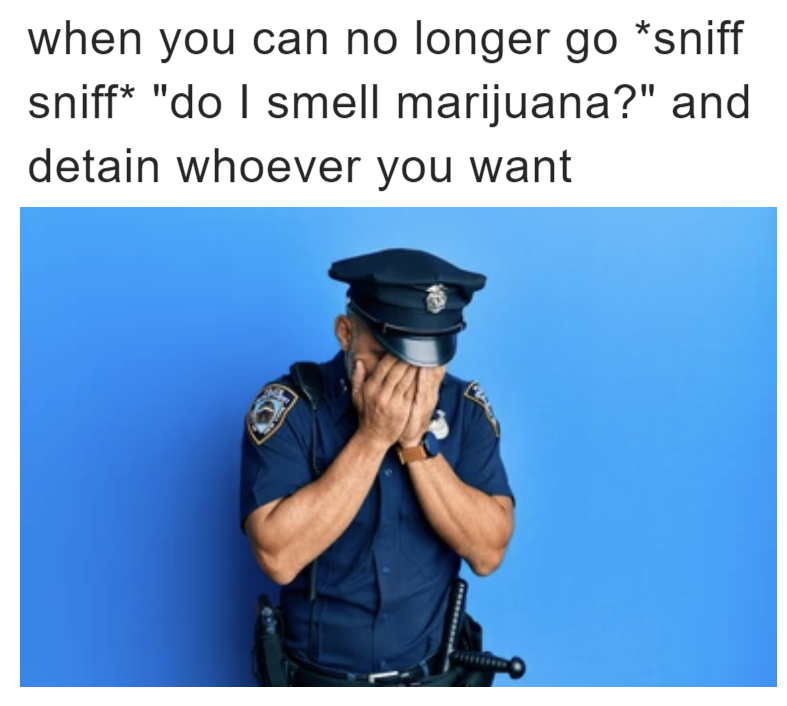 when you can no longer go *sniff
sniff* "do I smell marijuana?" and
detain whoever you want